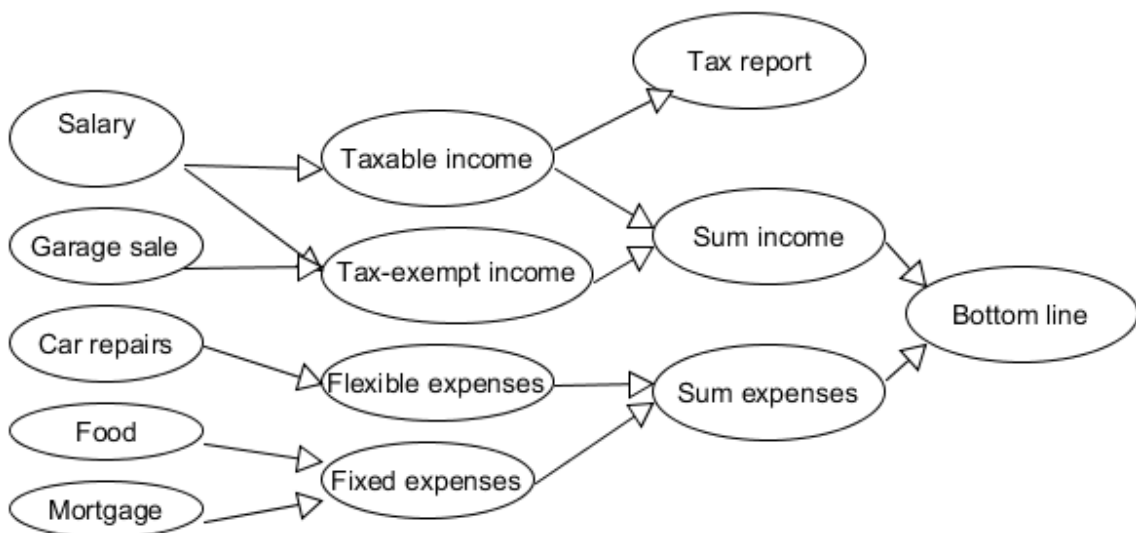 Tax report
Salary
Taxable income
Garage sale
Tax-exempt income
Sum income
Bottom line
Car repairs
Flexible expenses
Sum expenses
Food
Fixed expenses
Mortgage